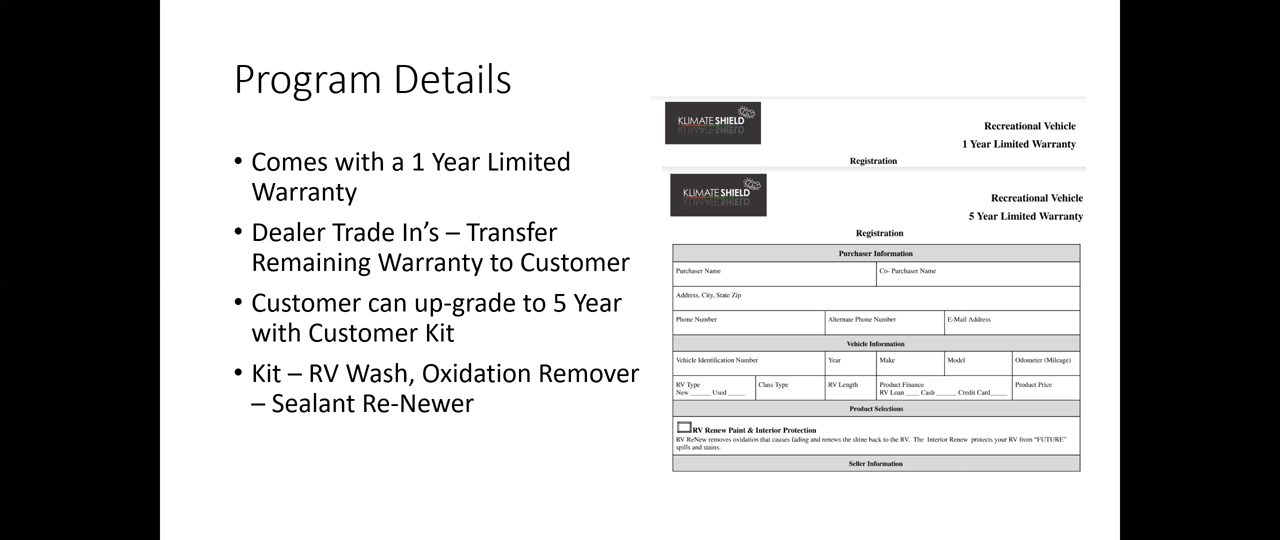 Program Details
• Comes with a 1 Year Limited
Warranty
• Dealer Trade In's – Transfer
Remaining Warranty to Customer
• Customer can up-grade to 5 Year
with Customer Kit
• Kit – RV Wash, Oxidation Remover
– Sealant Re-Newer
KLIMATE SHIELD
Recreational Vehicle
1 Year Limited Warranty
Registration
KLIMATE SHIELD
Recreational Vehicle
5 Year Limited Warranty
Registration
Purchaser Information
Purchaser Name Co- Purchaser Name
Address, City, State Zip
Phone Number Alternate Phone Number E-Mail Address
Vehicle Information
Vehicle Identification Number Year Make Model Odometer (Mileage)
RV Type Class Type RV Length Product Finance Product Price
New ______ Used _____ RV Loan ____ Cash ______ Credit Card_____
Product Selections
RV Renew Paint & Interior Protection
RV ReNew removes oxidation that causes fading and renews the shine back to the RV. The Interior Renew protects your RV from "FUTURE"
spills and stains.
Seller Information